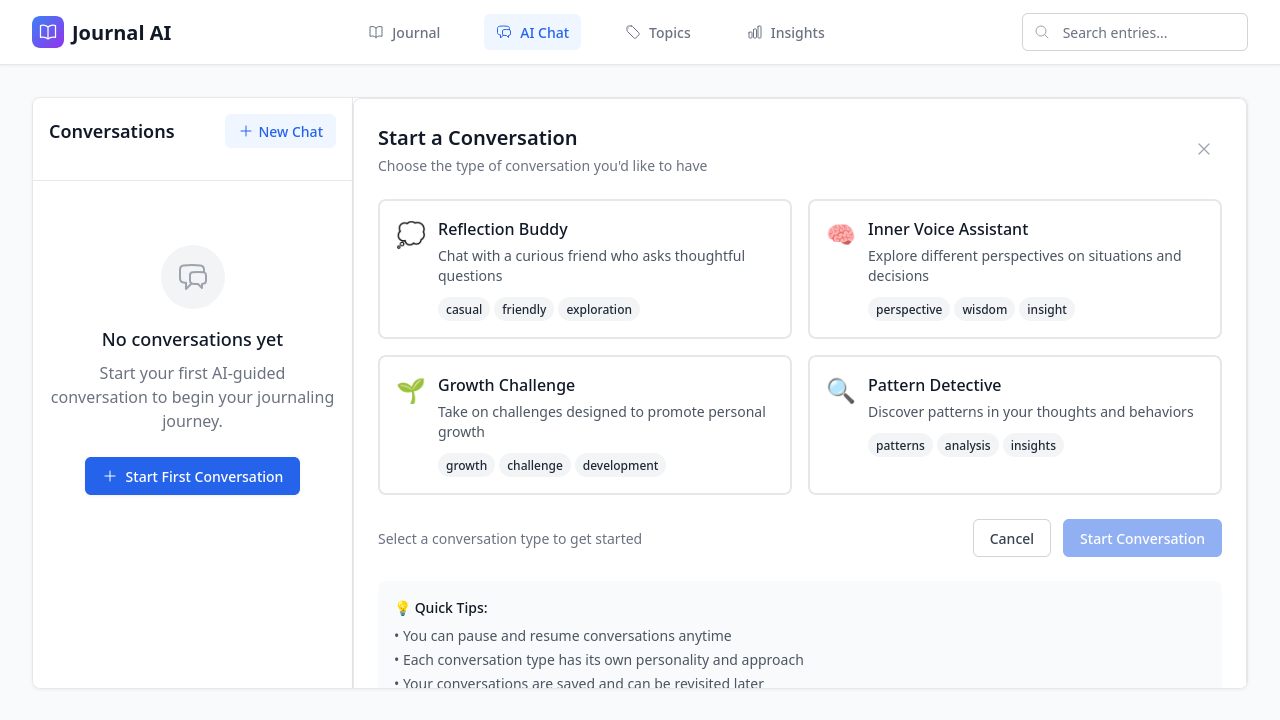 Journal AI
Journal
AI Chat
Topics
Insights
Search entries...
Conversations
New Chat
No conversations yet
Start your first AI-guided
conversation to begin your journaling
journey.
Start First Conversation
Start a Conversation
Choose the type of conversation you'd like to have
Reflection Buddy
Chat with a curious friend who asks thoughtful
questions
casual friendly exploration
Inner Voice Assistant
Explore different perspectives on situations and
decisions
perspective wisdom insight
Growth Challenge
Take on challenges designed to promote personal
growth
growth challenge development
Pattern Detective
Discover patterns in your thoughts and behaviors
patterns analysis insights
Select a conversation type to get started
Cancel
Start Conversation
💡 Quick Tips:
• You can pause and resume conversations anytime
• Each conversation type has its own personality and approach
• Your conversations are saved and can be revisited later